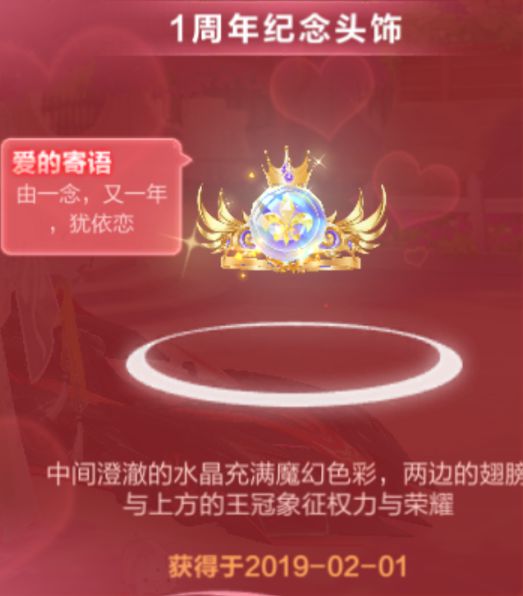 1周年纪念头饰
爱的寄语
由一念，又一年
，犹依恋
中间澄澈的水晶充满魔幻色彩，两边的翅膀
与上方的王冠象征权力与荣耀
获得于2019-02-01